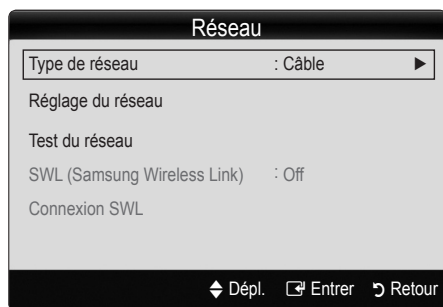 Réseau
Type de réseau : Câble ▶
Réglage du réseau
Test du réseau
SWL (Samsung Wireless Link) : Off
Connexion SWL
Dépl. Entrer Retour